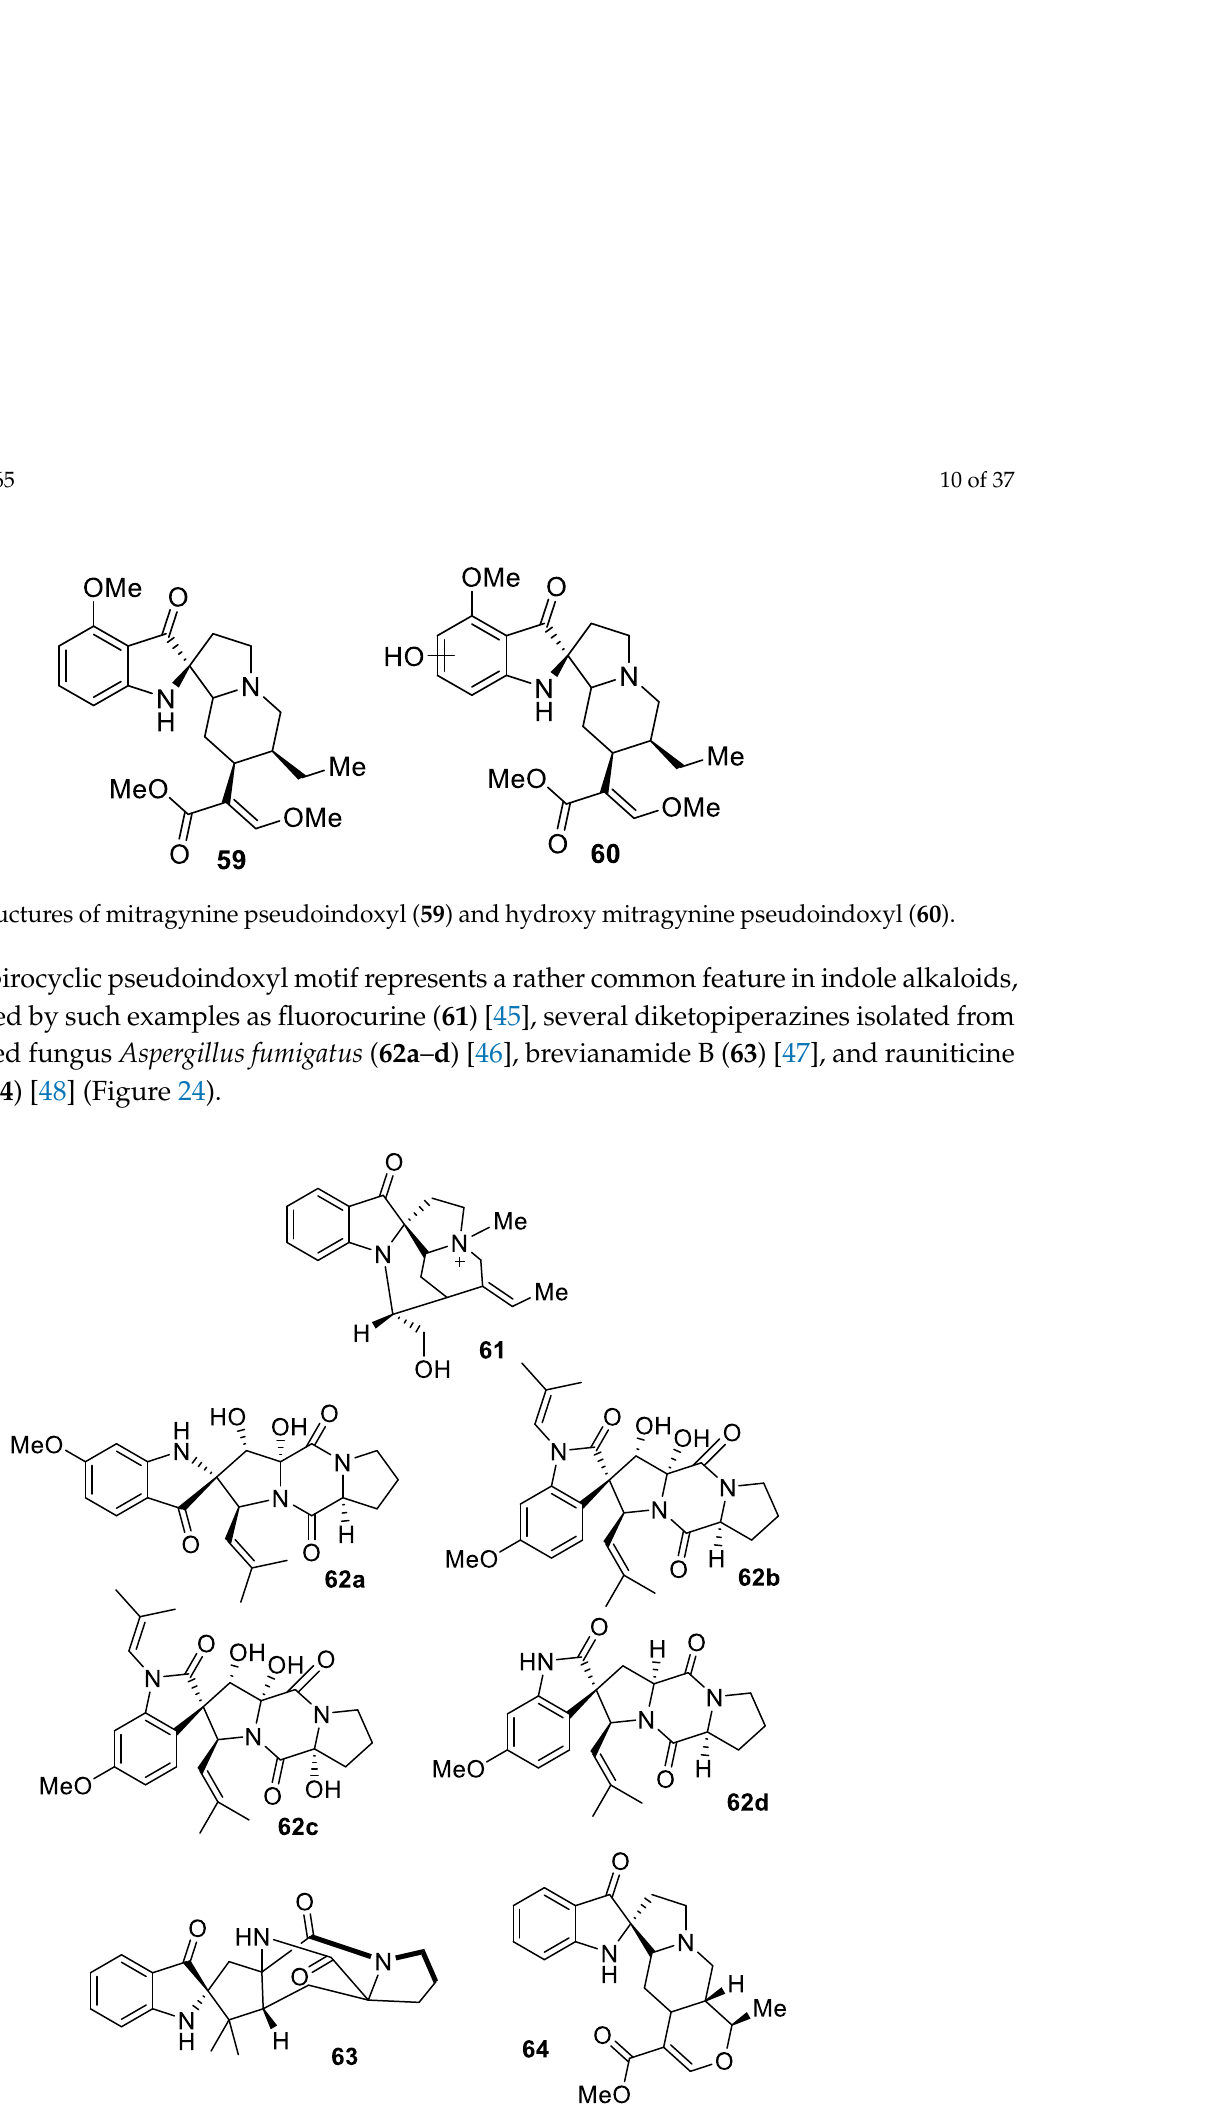 65 10 of 37
OMe O OMe O
HO
N N
N N
H H
Me Me
MeO MeO
OMe OMe
O 59 O 60
uctures of mitragynine pseudoindoxyl (59) and hydroxy mitragynine pseudoindoxyl (60).
pirocyclic pseudoindoxyl motif represents a rather common feature in indole alkaloids,
ed by such examples as fluorocurine (61) [45], several diketopiperazines isolated from
ed fungus Aspergillus fumigatus (62a–d) [46], brevianamide B (63) [47], and rauniticine
4) [48] (Figure 24).
O
Me
N N
+
Me
H
OH
61
HO OH O
H
N N
MeO
N
O O H
62a
O OH OH O
N N
N
MeO O H
62b
O OH OH O
N N
N
MeO O OH
62c
O H O
HN N
N
MeO O H
62d
O O
HN N
O
N
H H
63
O
N N
H
H
Me
O O
MeO
64